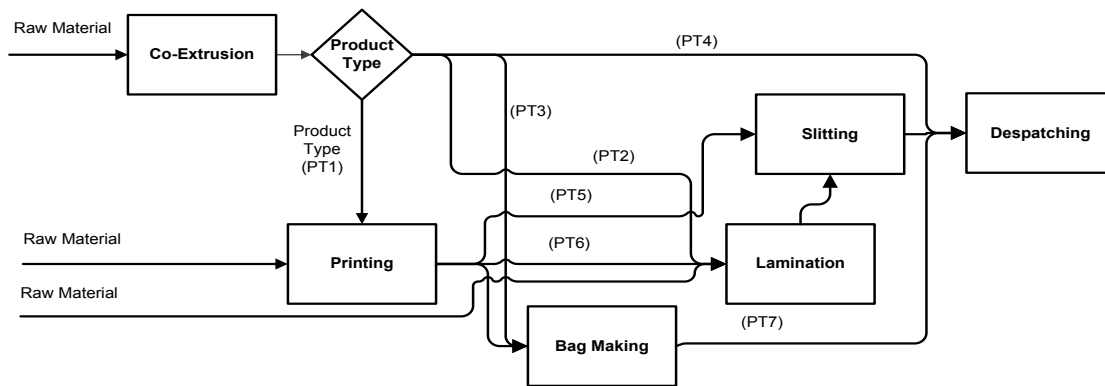 Raw Material
Co-Extrusion
Product
Type
(PT4)
(PT3)
Product
Type
(PT1)
Slitting
Despatching
(PT2)
(PT5)
Raw Material
Printing
(PT6)
Lamination
Raw Material
(PT7)
Bag Making